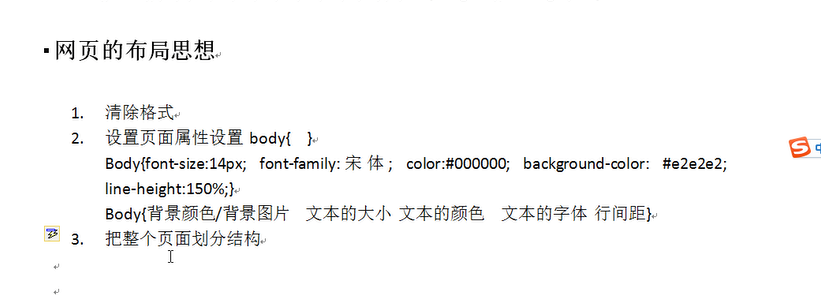 网页的布局思想
1. 清除格式
2. 设置页面属性设置 body{ }
Body{font-size:14px; font-family:宋体; color:#000000; background-color: #e2e2e2;
line-height:150%;}
Body{背景颜色/背景图片 文本的大小 文本的颜色 文本的字体 行间距}
3. 把整个页面划分结构